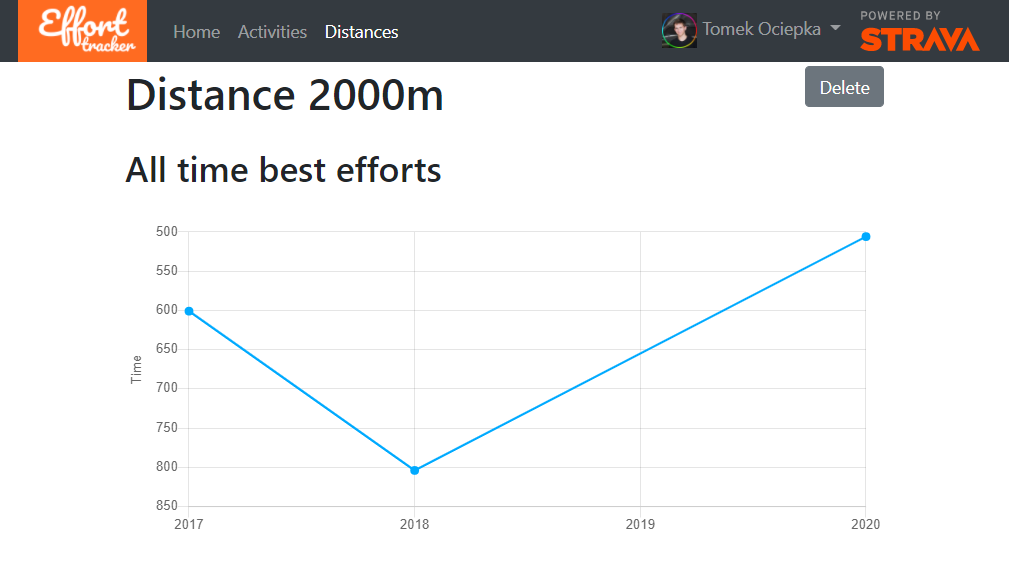 Effort
tracker
Home Activities Distances
Tomek Ociepka
POWERED BY
STRAVA
Distance 2000m
Delete
All time best efforts
500
550
600
650
700
750
800
850
Time
2017 2018 2019 2020